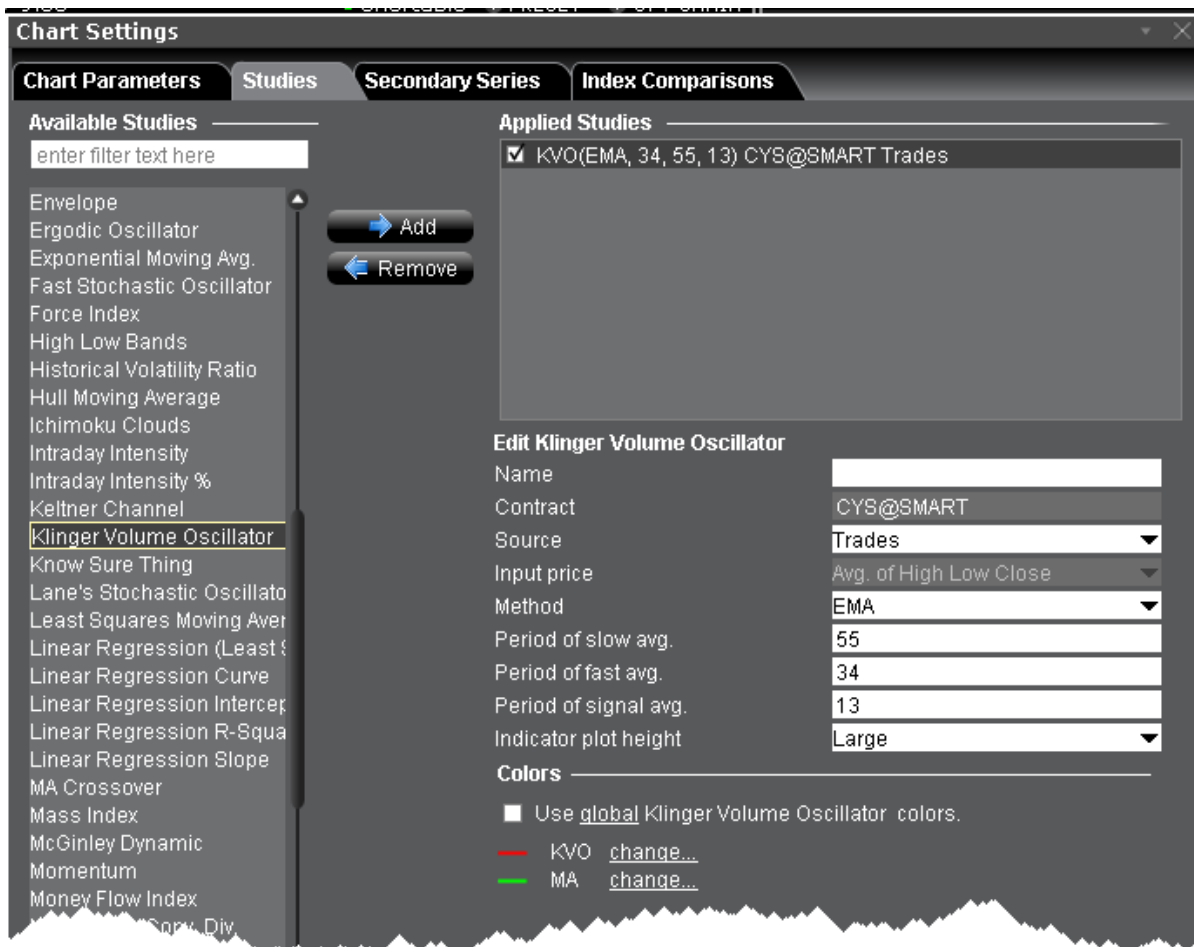 Chart Settings
Chart Parameters
Studies
Secondary Series
Index Comparisons
Available Studies
enter filter text here
Envelope
Ergodic Oscillator
Exponential Moving Avg.
Fast Stochastic Oscillator
Force Index
High Low Bands
Historical Volatility Ratio
Hull Moving Average
Ichimoku Clouds
Intraday Intensity
Intraday Intensity %
Keltner Channel
Klinger Volume Oscillator
Know Sure Thing
Lane's Stochastic Oscillato
Least Squares Moving Aver
Linear Regression (Least S
Linear Regression Curve
Linear Regression Intercep
Linear Regression R-Squa
Linear Regression Slope
MA Crossover
Mass Index
McGinley Dynamic
Momentum
Money Flow Index
Div.
Add
Remove
Applied Studies
KVO(EMA, 34, 55, 13) CYS@SMART Trades
Edit Klinger Volume Oscillator
Name
Contract CYS@SMART
Source Trades
Input price Avg. of High Low Close
Method EMA
Period of slow avg. 55
Period of fast avg. 34
Period of signal avg. 13
Indicator plot height Large
Colors
Use global Klinger Volume Oscillator colors.
KVO change...
MA change...